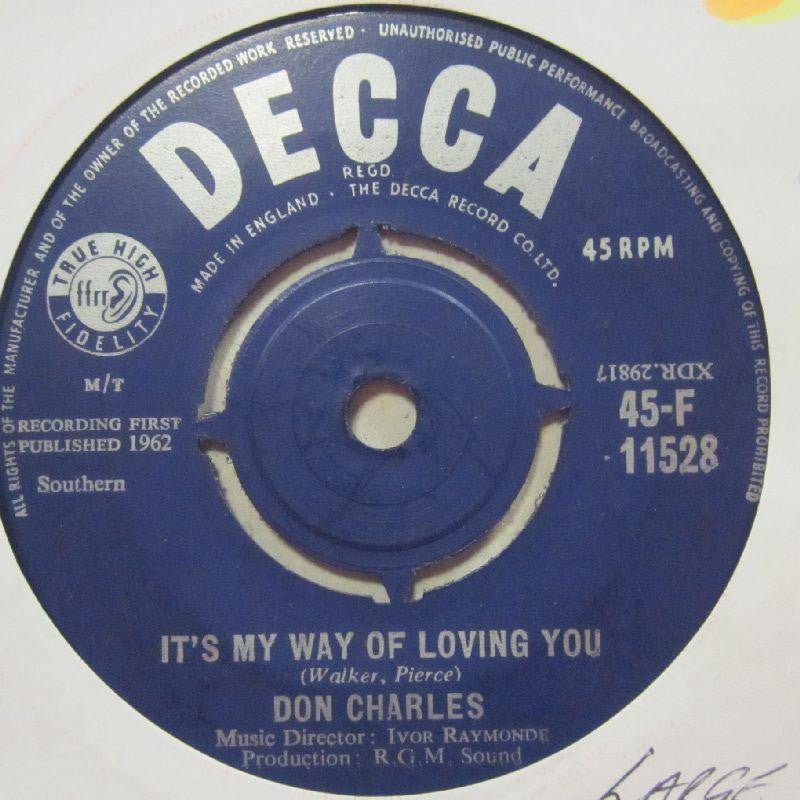 ALL RIGHTS OF THE MANUFACTURER AND OF THE OWNER OF THE RECORDED WORK RESERVED · UNAUTHORISED PUBLIC PERFORMANCE BROADCASTING AND COPYING OF THIS RECORD PROHIBITED
DECCA
REGD.
MADE IN ENGLAND · THE DECCA RECORD CO. LTD.
TRUE HIGH
ffrr
FIDELITY
45 RPM
M/T
XDR.29817
RECORDING FIRST
PUBLISHED 1962
45-F
11528
Southern
IT'S MY WAY OF LOVING YOU
(Walker, Pierce)
DON CHARLES
Music Director: IVOR RAYMONDE
Production: R.G.M. Sound
LARGE